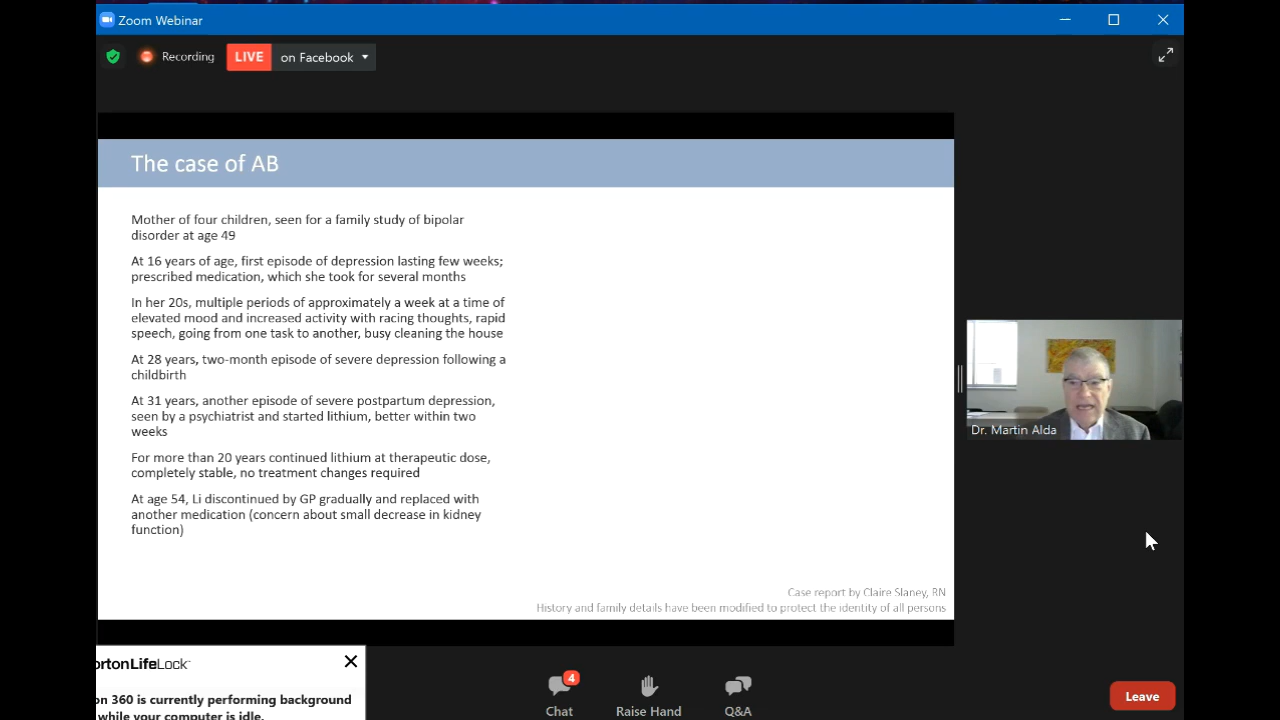 Zoom Webinar
Recording
LIVE
on Facebook
The case of AB
Mother of four children, seen for a family study of bipolar
disorder at age 49
At 16 years of age, first episode of depression lasting few weeks;
prescribed medication, which she took for several months
In her 20s, multiple periods of approximately a week at a time of
elevated mood and increased activity with racing thoughts, rapid
speech, going from one task to another, busy cleaning the house
At 28 years, two-month episode of severe depression following a
childbirth
At 31 years, another episode of severe postpartum depression,
seen by a psychiatrist and started lithium, better within two
weeks
For more than 20 years continued lithium at therapeutic dose,
completely stable, no treatment changes required
At age 54, Li discontinued by GP gradually and replaced with
another medication (concern about small decrease in kidney
function)
Case report by Claire Slaney, RN
History and family details have been modified to protect the identity of all persons
Dr. Martin Alda
ortonLifeLock
on 360 is currently performing background
while your computer is idle.
4
Chat
Raise Hand
Q&A
Leave